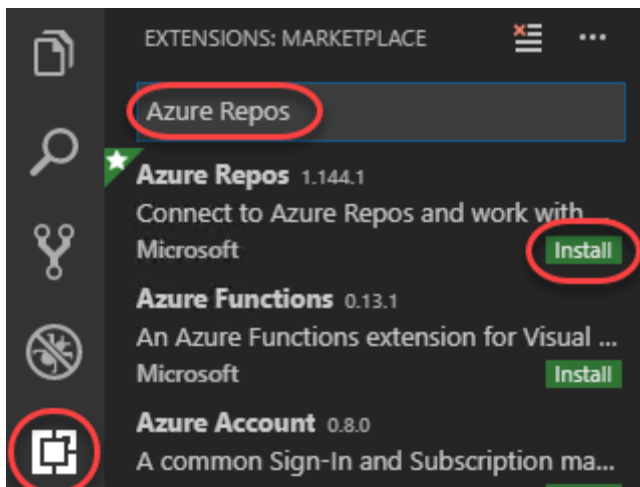 EXTENSIONS: MARKETPLACE
Azure Repos
Azure Repos 1.144.1
Connect to Azure Repos and work with ...
Microsoft Install
Azure Functions 0.13.1
An Azure Functions extension for Visual ...
Microsoft Install
Azure Account 0.8.0
A common Sign-In and Subscription ma...